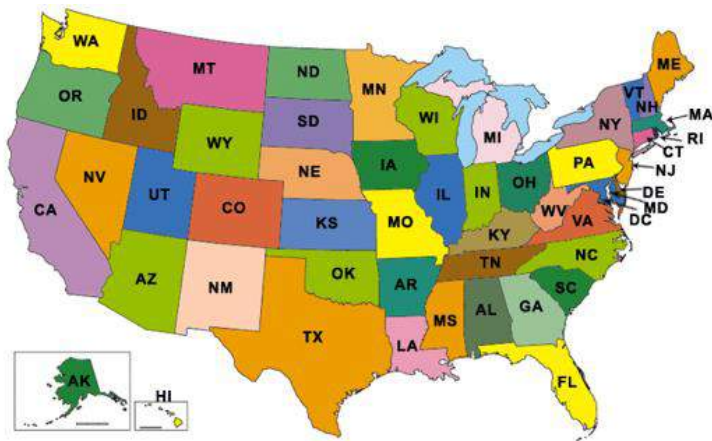 WA
MT
ND
MN
ME
VT
NH
OR
ID
WY
SD
WI
MI
NY
MA
RI
CT
NJ
NV
UT
CO
NE
IA
IL
IN
OH
PA
DE
MD
DC
CA
KS
MO
KY
WV
VA
AZ
NM
OK
AR
TN
NC
SC
TX
LA
MS
AL
GA
FL
AK
HI